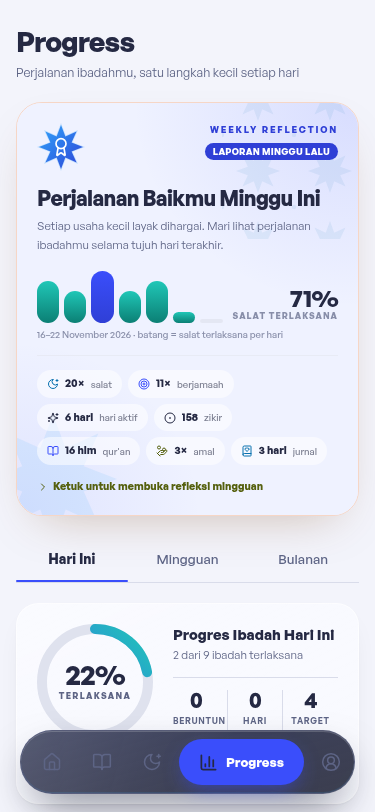 Progress
Perjalanan ibadahmu, satu langkah kecil setiap hari
WEEKLY REFLECTION
LAPORAN MINGGU LALU
Perjalanan Baikmu Minggu Ini
Setiap usaha kecil layak dihargai. Mari lihat perjalanan
ibadahmu selama tujuh hari terakhir.
71%
SALAT TERLAKSANA
16–22 November 2026 · batang = salat terlaksana per hari
20× salat
11× berjamaah
6 hari hari aktif
158 zikir
16 hlm qur'an
3× amal
3 hari jurnal
Ketuk untuk membuka refleksi mingguan
Hari Ini
Mingguan
Bulanan
22%
TERLAKSANA
Progres Ibadah Hari Ini
2 dari 9 ibadah terlaksana
0
BERUNTUN
0
HARI
4
TARGET
Progress